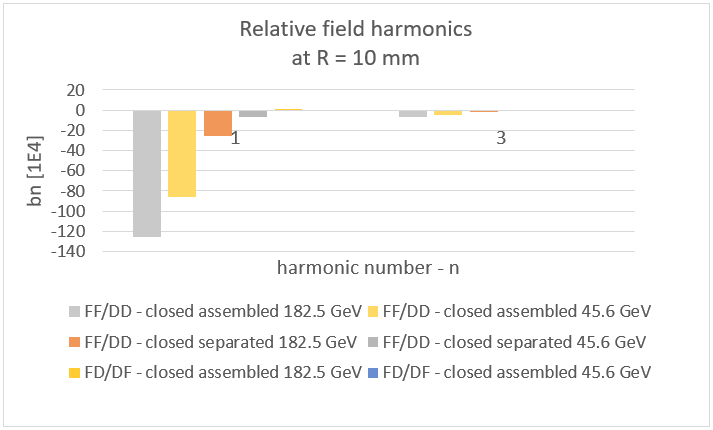 Relative field harmonics
at R = 10 mm
20
0
-20
-40
-60
-80
-100
-120
-140
bn [1E4]
1
3
harmonic number - n
FF/DD - closed assembled 182.5 GeV
FF/DD - closed assembled 45.6 GeV
FF/DD - closed separated 182.5 GeV
FF/DD - closed separated 45.6 GeV
FD/DF - closed assembled 182.5 GeV
FD/DF - closed assembled 45.6 GeV